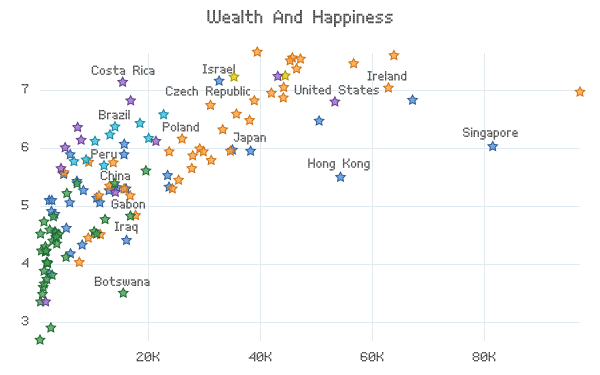 Wealth And Happiness
Costa Rica
Israel
Ireland
7
Czech Republic
United States
Brazil
Poland
Japan
Singapore
6
Peru
Hong Kong
China
5
Gabon
Iraq
4
Botswana
3
20K
40K
60K
80K